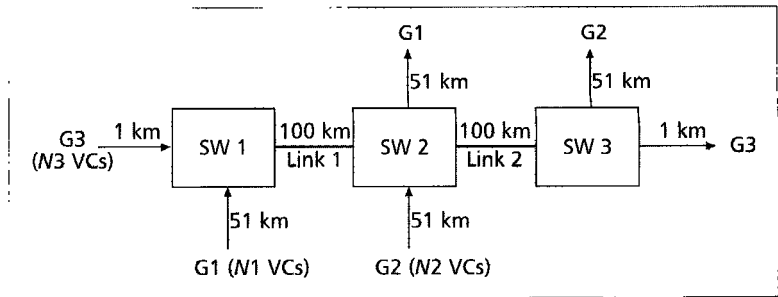 G1
G2
51 km
51 km
G3
(N3 VCs)
1 km
SW 1
100 km
Link 1
SW 2
100 km
Link 2
SW 3
1 km
G3
51 km
51 km
G1 (N1 VCs)
G2 (N2 VCs)